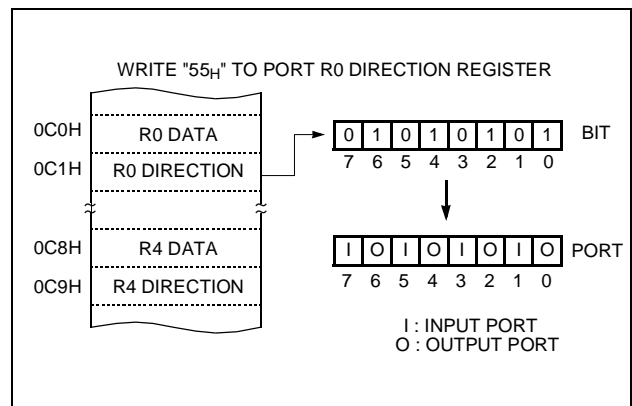 WRITE "55H" TO PORT R0 DIRECTION REGISTER
0C0H R0 DATA
0C1H R0 DIRECTION
0 1 0 1 0 1 0 1 BIT
7 6 5 4 3 2 1 0
0C8H R4 DATA
0C9H R4 DIRECTION
I O I O I O I O PORT
7 6 5 4 3 2 1 0
I : INPUT PORT
O : OUTPUT PORT